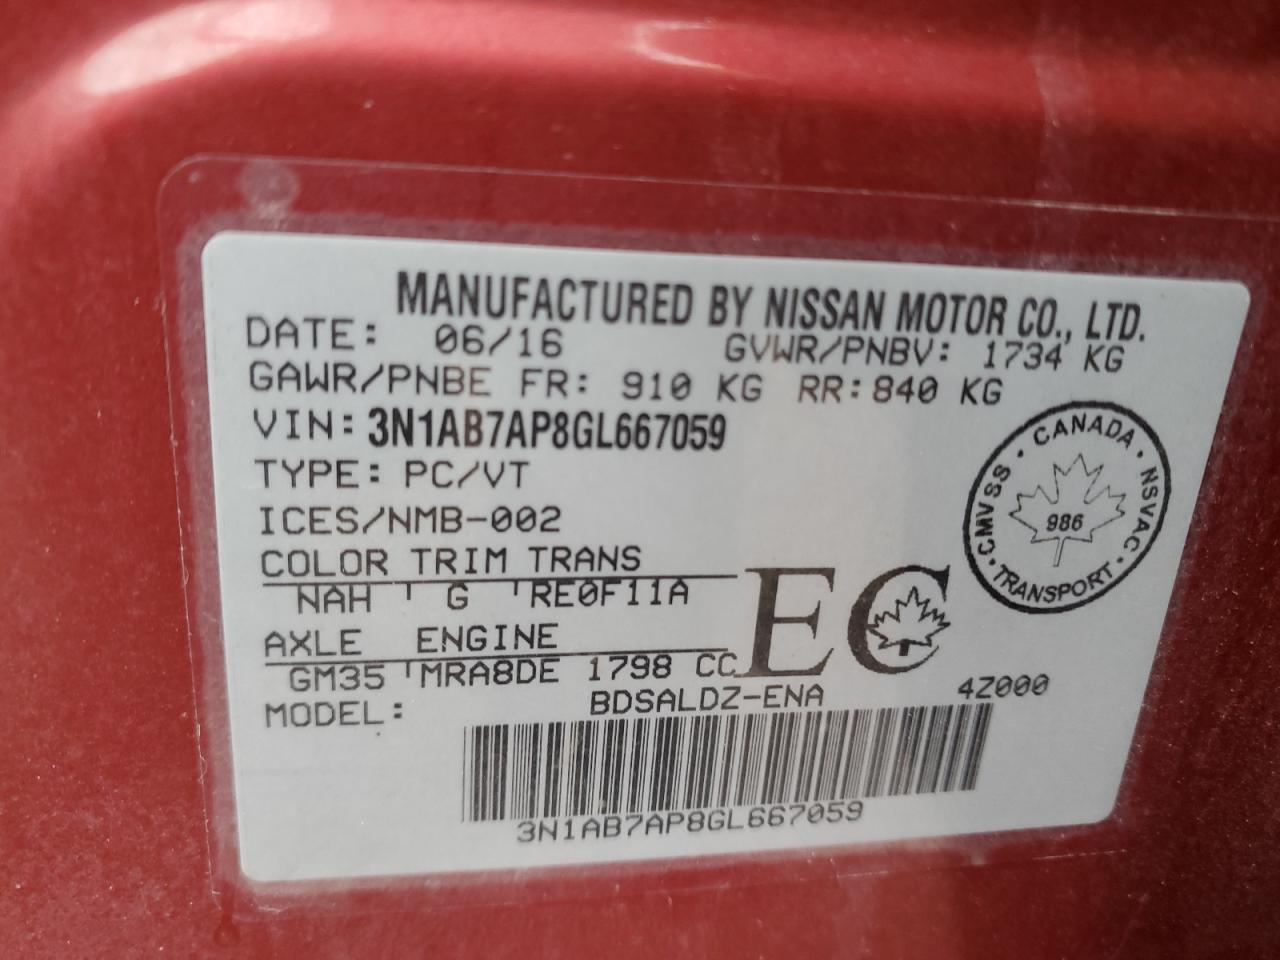 MANUFACTURED BY NISSAN MOTOR CO., LTD.
DATE: 06/16 GVWR/PNBV: 1734 KG
GAWR/PNBE FR: 910 KG RR: 840 KG
VIN: 3N1AB7AP8GL667059
TYPE: PC/VT
ICES/NMB-002
COLOR TRIM TRANS
NAH G RE0F11A
AXLE ENGINE
GM35 MRA8DE 1798 CC
MODEL: BDSALDZ-ENA 4Z000
EC
CANADA · NSVAC · TRANSPORT · CMVSS ·
986
3N1AB7AP8GL667059